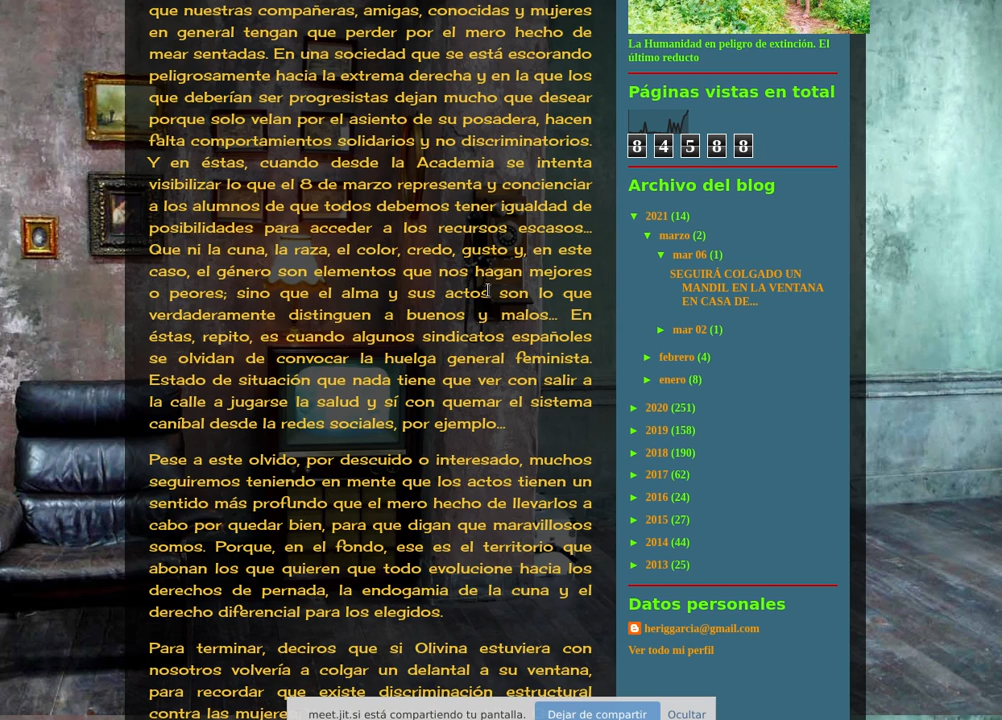 que nuestras compañeras, amigas, conocidas y mujeres
en general tengan que perder por el mero hecho de
mear sentadas. En una sociedad que se está escorando
peligrosamente hacia la extrema derecha y en la que los
que deberían ser progresistas dejan mucho que desear
porque solo velan por el asiento de su posadera, hacen
falta comportamientos solidarios y no discriminatorios.
Y en éstas, cuando desde la Academia se intenta
visibilizar lo que el 8 de marzo representa y concienciar
a los alumnos de que todos debemos tener igualdad de
posibilidades para acceder a los recursos escasos...
Que ni la cuna, la raza, el color, credo, gusto y, en este
caso, el género son elementos que nos hagan mejores
o peores; sino que el alma y sus actos son lo que
verdaderamente distinguen a buenos y malos... En
éstas, repito, es cuando algunos sindicatos españoles
se olvidan de convocar la huelga general feminista.
Estado de situación que nada tiene que ver con salir a
la calle a jugarse la salud y sí con quemar el sistema
caníbal desde la redes sociales, por ejemplo...
Pese a este olvido, por descuido o interesado, muchos
seguiremos teniendo en mente que los actos tienen un
sentido más profundo que el mero hecho de llevarlos a
cabo por quedar bien, para que digan que maravillosos
somos. Porque, en el fondo, ese es el territorio que
abonan los que quieren que todo evolucione hacia los
derechos de pernada, la endogamia de la cuna y el
derecho diferencial para los elegidos.
Para terminar, deciros que si Olivina estuviera con
nosotros volvería a colgar un delantal a su ventana,
para recordar que existe discriminación estructural
contra las mujere
La Humanidad en peligro de extinción. El
último reducto
Páginas vistas en total
8 4 5 8 8
Archivo del blog
▼ 2021 (14)
▼ marzo (2)
▼ mar 06 (1)
SEGUIRÁ COLGADO UN
MANDIL EN LA VENTANA
EN CASA DE...
► mar 02 (1)
► febrero (4)
► enero (8)
► 2020 (251)
► 2019 (158)
► 2018 (190)
► 2017 (62)
► 2016 (24)
► 2015 (27)
► 2014 (44)
► 2013 (25)
Datos personales
heriggarcia@gmail.com
Ver todo mi perfil
meet.jit.si está compartiendo tu pantalla. Dejar de compartir Ocultar